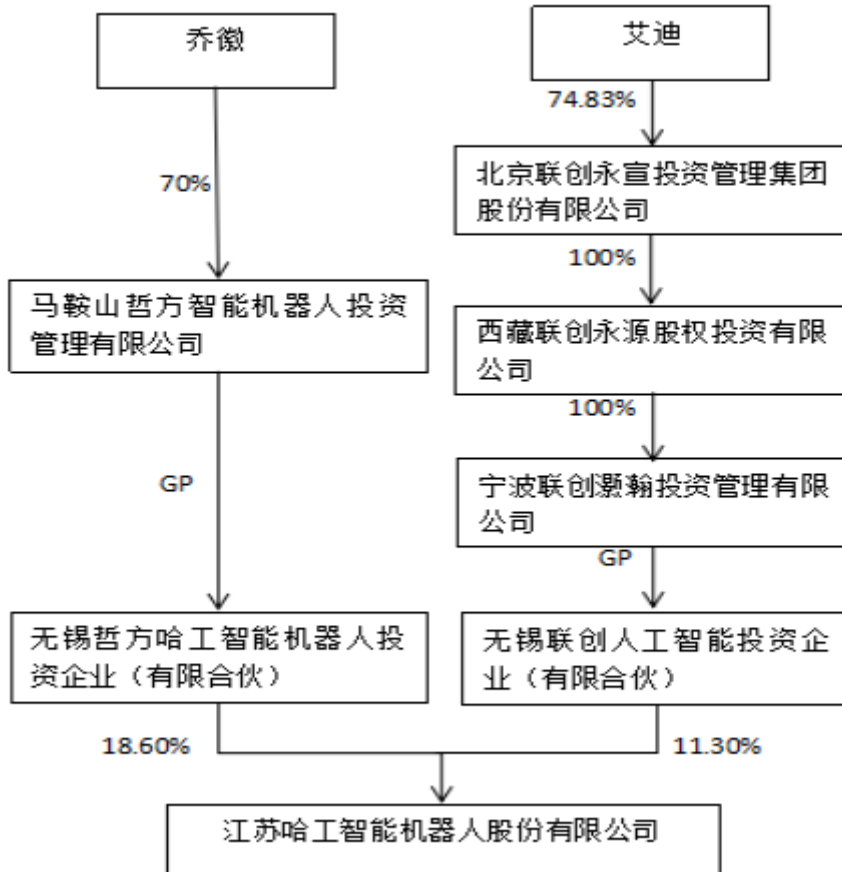 乔徽
艾迪
74.83%
北京联创永宣投资管理集团
股份有限公司
70%
100%
马鞍山哲方智能机器人投资
管理有限公司
西藏联创永源股权投资有限
公司
100%
GP
宁波联创灏瀚投资管理有限
公司
GP
无锡哲方哈工智能机器人投
资企业（有限合伙）
无锡联创人工智能投资企
业（有限合伙）
18.60%
11.30%
江苏哈工智能机器人股份有限公司